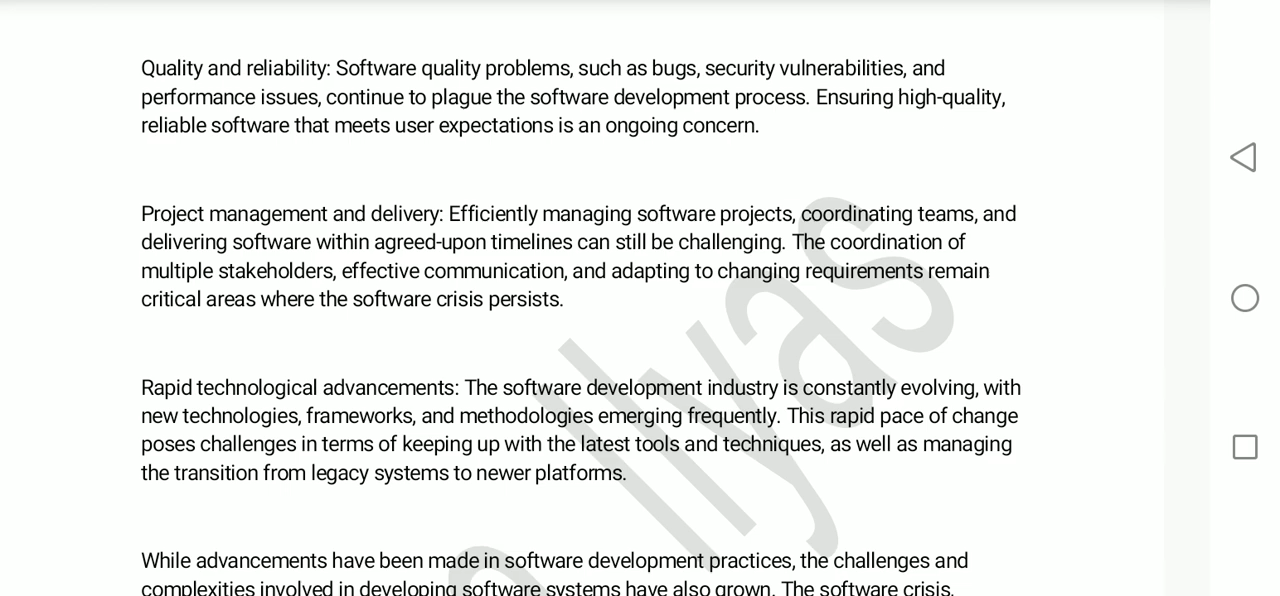 Quality and reliability: Software quality problems, such as bugs, security vulnerabilities, and
performance issues, continue to plague the software development process. Ensuring high-quality,
reliable software that meets user expectations is an ongoing concern.
Project management and delivery: Efficiently managing software projects, coordinating teams, and
delivering software within agreed-upon timelines can still be challenging. The coordination of
multiple stakeholders, effective communication, and adapting to changing requirements remain
critical areas where the software crisis persists.
Rapid technological advancements: The software development industry is constantly evolving, with
new technologies, frameworks, and methodologies emerging frequently. This rapid pace of change
poses challenges in terms of keeping up with the latest tools and techniques, as well as managing
the transition from legacy systems to newer platforms.
While advancements have been made in software development practices, the challenges and
complexities involved in developing software systems have also grown. The software crisis,
Ilyas